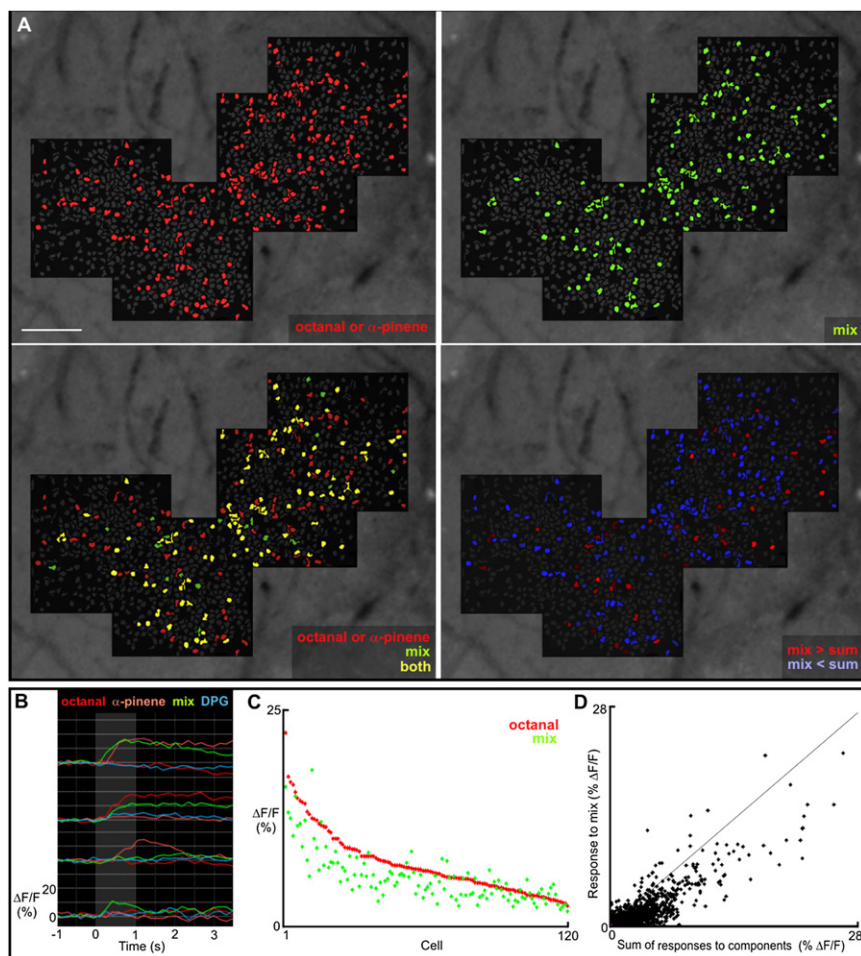 A
octanal or α-pinene
mix
octanal or α-pinene
mix
both
mix > sum
mix < sum
B
octanal α-pinene mix DPG
ΔF/F
(%)
20
0
-1 0 1 2 3
Time (s)
C
25
octanal
mix
ΔF/F
(%)
0
1 120
Cell
D
28
Response to mix (% ΔF/F)
0
0 28
Sum of responses to components (% ΔF/F)